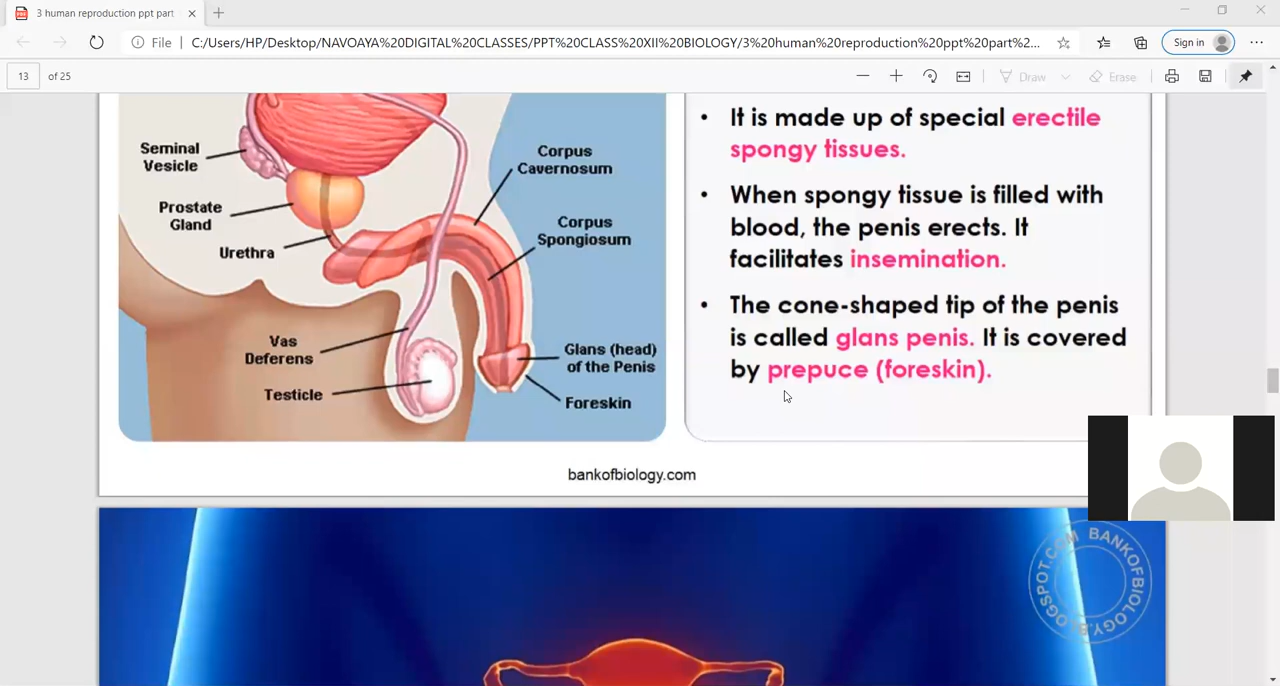 3 human reproduction ppt part
Sign in
File
C:/Users/HP/Desktop/NAVOAYA%20DIGITAL%20CLASSES/PPT%20CLASS%20XII%20BIOLOGY/3%20human%20reproduction%20ppt%20part%2...
13 of 25
Draw
Erase
Seminal
Vesicle
Prostate
Gland
Urethra
Vas
Deferens
Testicle
Corpus
Cavernosum
Corpus
Spongiosum
Glans (head)
of the Penis
Foreskin
• It is made up of special erectile
spongy tissues.
• When spongy tissue is filled with
blood, the penis erects. It
facilitates insemination.
• The cone-shaped tip of the penis
is called glans penis. It is covered
by prepuce (foreskin).
bankofbiology.com
BANKOFBIOLOGY.BLOGSPOT.COM